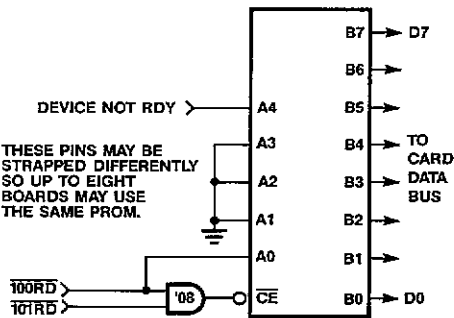 B7 D7
B6
DEVICE NOT RDY A4 B5
A3 B4 TO
THESE PINS MAY BE CARD
STRAPPED DIFFERENTLY A2 B3 DATA
SO UP TO EIGHT BUS
BOARDS MAY USE
THE SAME PROM. A1 B2
A0 B1
100RD
101RD '08 CE B0 D0